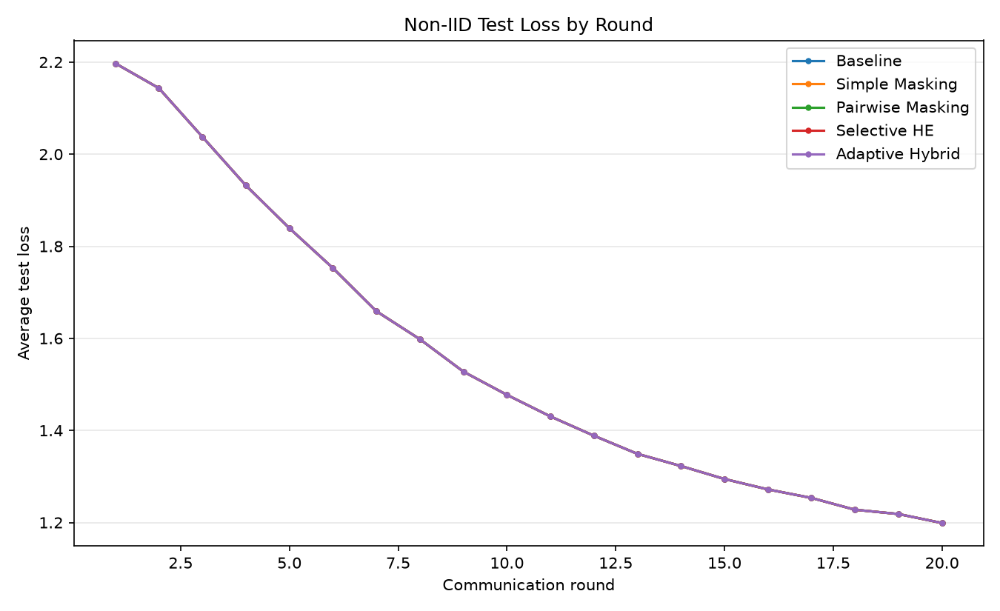 Non-IID Test Loss by Round
Baseline
Simple Masking
Pairwise Masking
Selective HE
Adaptive Hybrid
Average test loss
2.2
2.0
1.8
1.6
1.4
1.2
2.5 5.0 7.5 10.0 12.5 15.0 17.5 20.0
Communication round